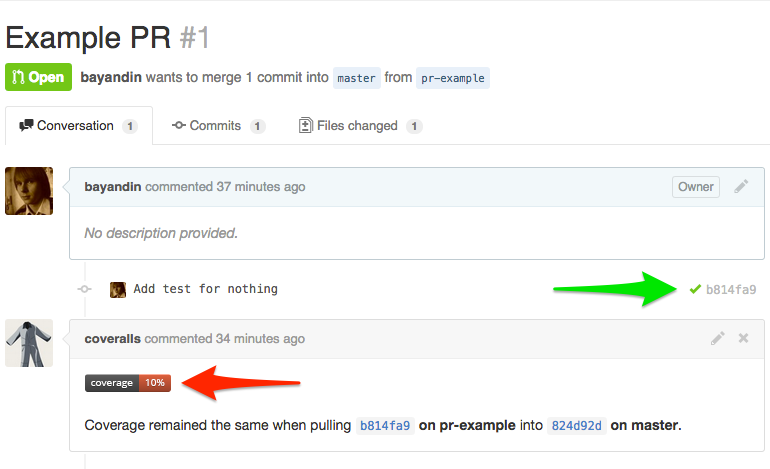 Example PR #1
Open bayandin wants to merge 1 commit into master from pr-example
Conversation 1 Commits 1 Files changed 1
bayandin commented 37 minutes ago Owner
No description provided.
Add test for nothing b814fa9
coveralls commented 34 minutes ago
coverage 10%
Coverage remained the same when pulling b814fa9 on pr-example into 824d92d on master.